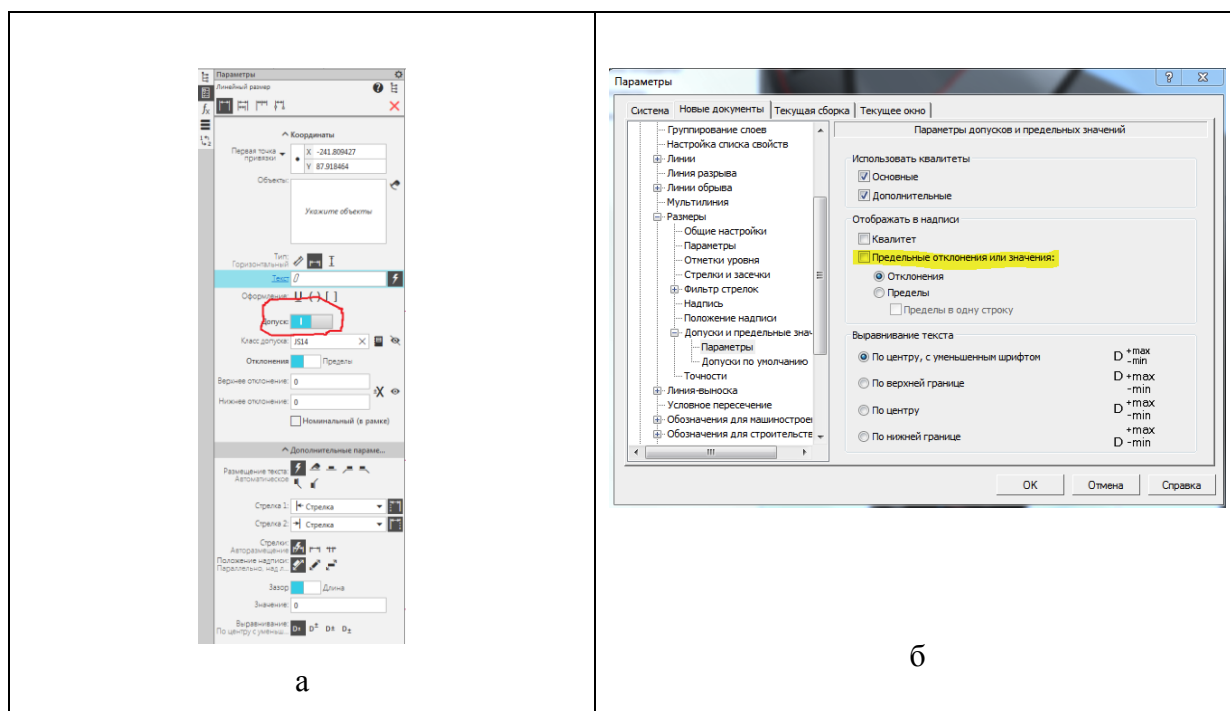 Параметры
Линейный размер
Координаты
Первая точка
привязки
X -241.809427
Y: 87.918464
Объекты:
Укажите объекты
Тип:
Горизонтальный
Текст
Оформление:
Допуск:
Класс допуска: JS14
Отклонения Пределы
Верхнее отклонение: 0
Нижнее отклонение: 0
Номинальный (в рамке)
Дополнительные параме...
Размещение текста:
Автоматическое
Стрелка 1: Стрелка
Стрелка 2: Стрелка
Стрелки:
Авторазмещение
Положение надписи:
Параллельно, над л...
Зазор Длина
Значение: 0
Выравнивание:
По центру с уменьш...
а
Параметры
Система Новые документы Текущая сборка Текущее окно
Группирование слоев
Настройка списка свойств
Линии
Линия разрыва
Линии обрыва
Мультилиния
Размеры
Общие настройки
Параметры
Отметки уровня
Стрелки и засечки
Фильтр стрелок
Надпись
Положение надписи
Допуски и предельные знач
Параметры
Допуски по умолчанию
Точности
Линия-выноска
Условное пересечение
Обозначения для машиностроен
Обозначения для строительств
Параметры допусков и предельных значений
Использовать квалитеты
Основные
Дополнительные
Отображать в надписи
Квалитет
Предельные отклонения или значения:
Отклонения
Пределы
Пределы в одну строку
Выравнивание текста
По центру, с уменьшенным шрифтом D +max -min
По верхней границе D +max
-min
По центру D +max -min
По нижней границе +max
D -min
OK Отмена Справка
б